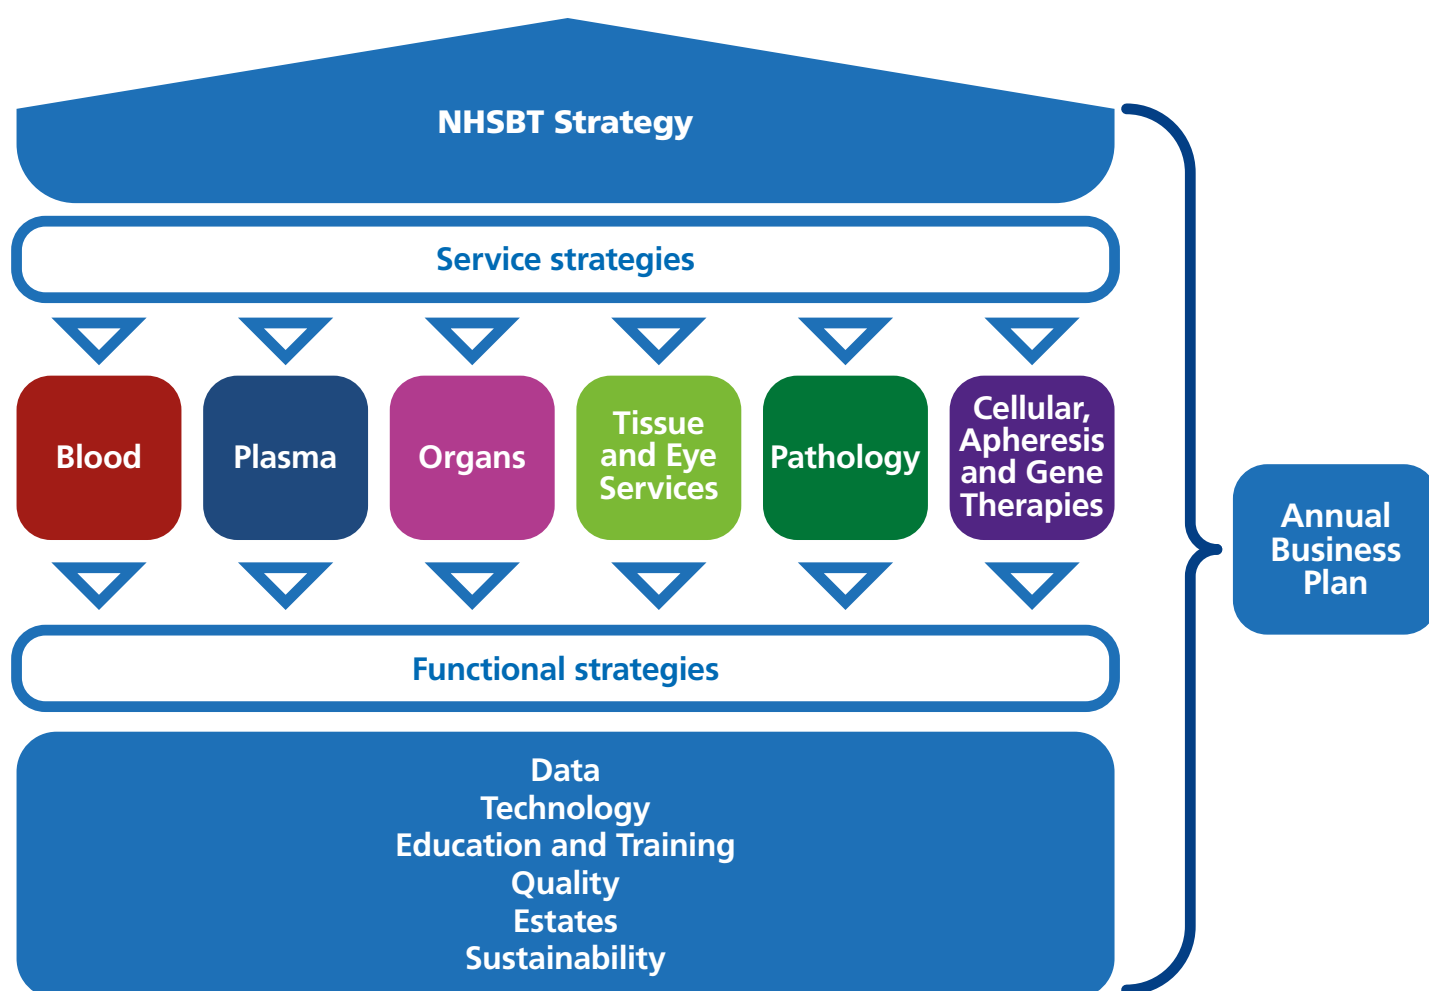 NHSBT Strategy
Service strategies
Blood
Plasma
Organs
Tissue
and Eye
Services
Pathology
Cellular,
Apheresis
and Gene
Therapies
Functional strategies
Data
Technology
Education and Training
Quality
Estates
Sustainability
Annual
Business
Plan